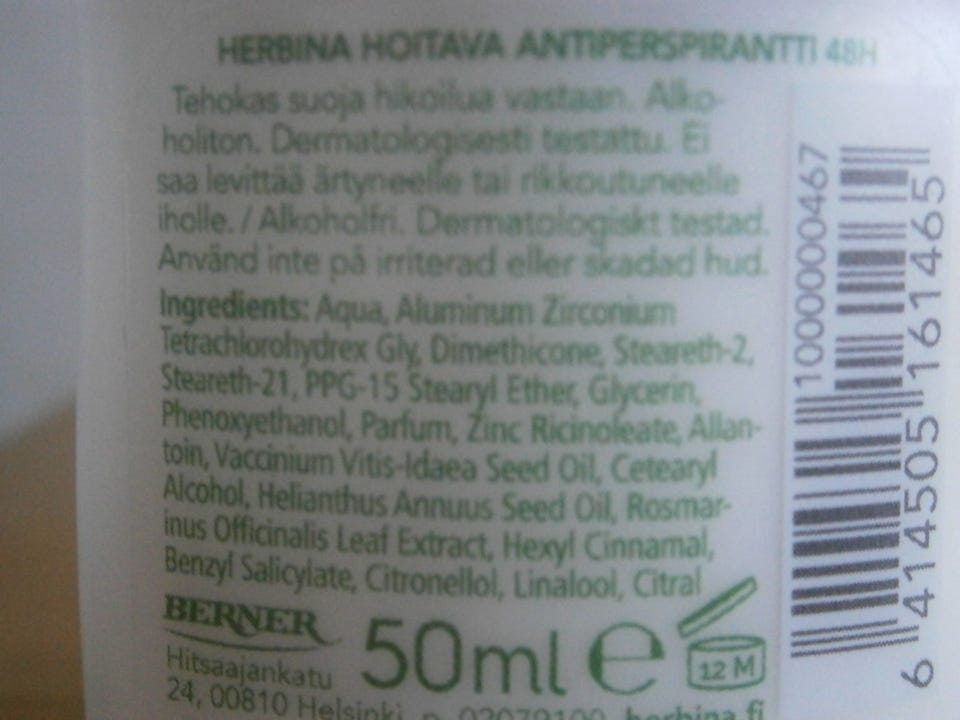 HERBINA HOITAVA ANTIPERSPIRANTTI 48H
Tehokas suoja hikoilua vastaan. Alko-
holiton. Dermatologisesti testattu. Ei
saa levittää ärtyneelle tai rikkoutuneelle
iholle. / Alkoholfri. Dermatologiskt testad.
Använd inte på irriterad eller skadad hud.
Ingredients: Aqua, Aluminum Zirconium
Tetrachlorohydrex Gly, Dimethicone, Steareth-2,
Steareth-21, PPG-15 Stearyl Ether, Glycerin,
Phenoxyethanol, Parfum, Zinc Ricinoleate, Allan-
toin, Vaccinium Vitis-Idaea Seed Oil, Cetearyl
Alcohol, Helianthus Annuus Seed Oil, Rosmar-
inus Officinalis Leaf Extract, Hexyl Cinnamal,
Benzyl Salicylate, Citronellol, Linalool, Citral
BERNER
Hitsaajankatu
24, 00810 Helsinki
50ml e
12 M
herbina.fi
1000000467
6 414505 161465